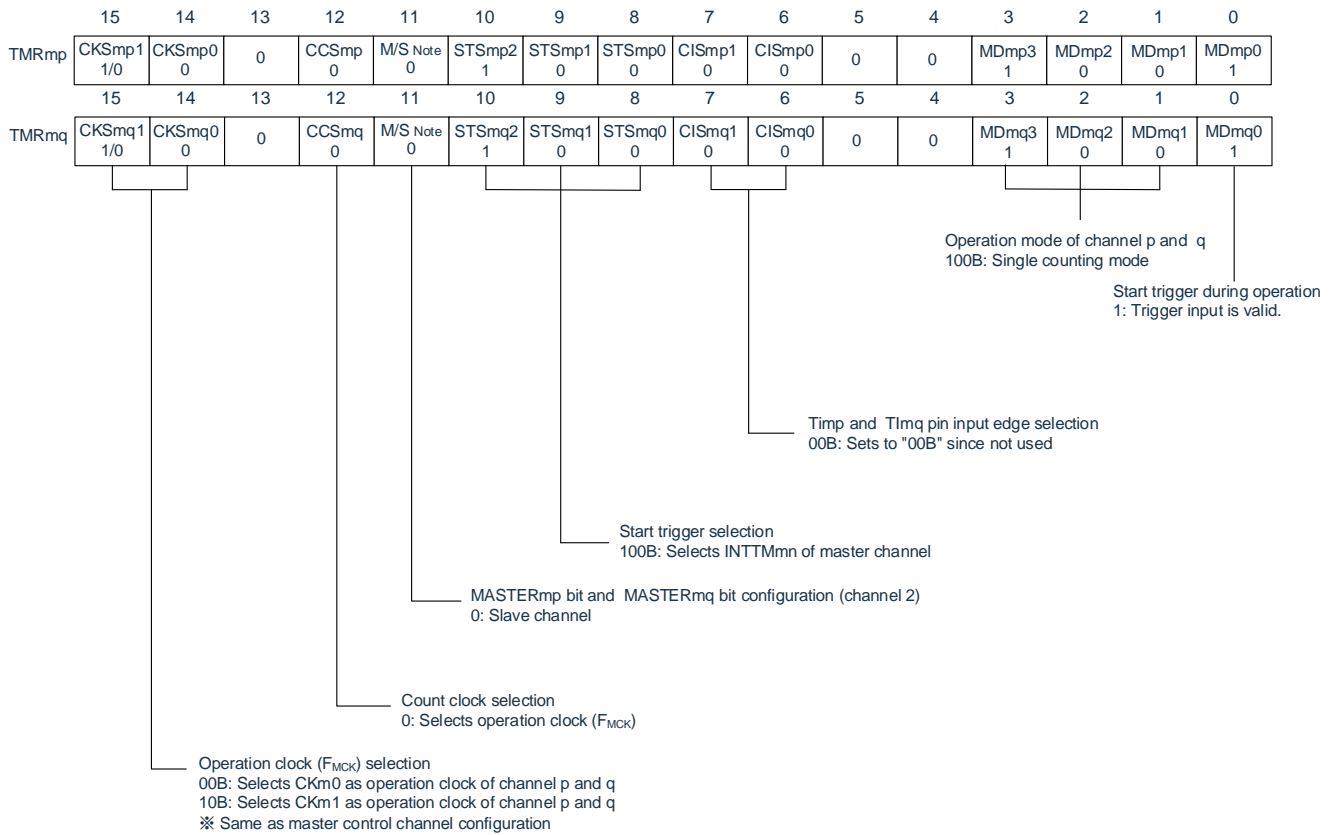 15 14 13 12 11 10 9 8 7 6 5 4 3 2 1 0
TMRmp CKSmp1 CKSmp0 0 CCSmp M/S Note STSmp2 STSmp1 STSmp0 CISmp1 CISmp0 0 0 MDmp3 MDmp2 MDmp1 MDmp0
1/0 0 0 0 1 0 0 0 0 1 0 0 1
15 14 13 12 11 10 9 8 7 6 5 4 3 2 1 0
TMRmq CKSmq1 CKSmq0 0 CCSmq M/S Note STSmq2 STSmq1 STSmq0 CISmq1 CISmq0 0 0 MDmq3 MDmq2 MDmq1 MDmq0
1/0 0 0 0 1 0 0 0 0 1 0 0 1
Operation mode of channel p and q
100B: Single counting mode
Start trigger during operation
1: Trigger input is valid.
Timp and TImq pin input edge selection
00B: Sets to "00B" since not used
Start trigger selection
100B: Selects INTTMmn of master channel
MASTERmp bit and MASTERmq bit configuration (channel 2)
0: Slave channel
Count clock selection
0: Selects operation clock (FMCK)
Operation clock (FMCK) selection
00B: Selects CKm0 as operation clock of channel p and q
10B: Selects CKm1 as operation clock of channel p and q
※ Same as master control channel configuration